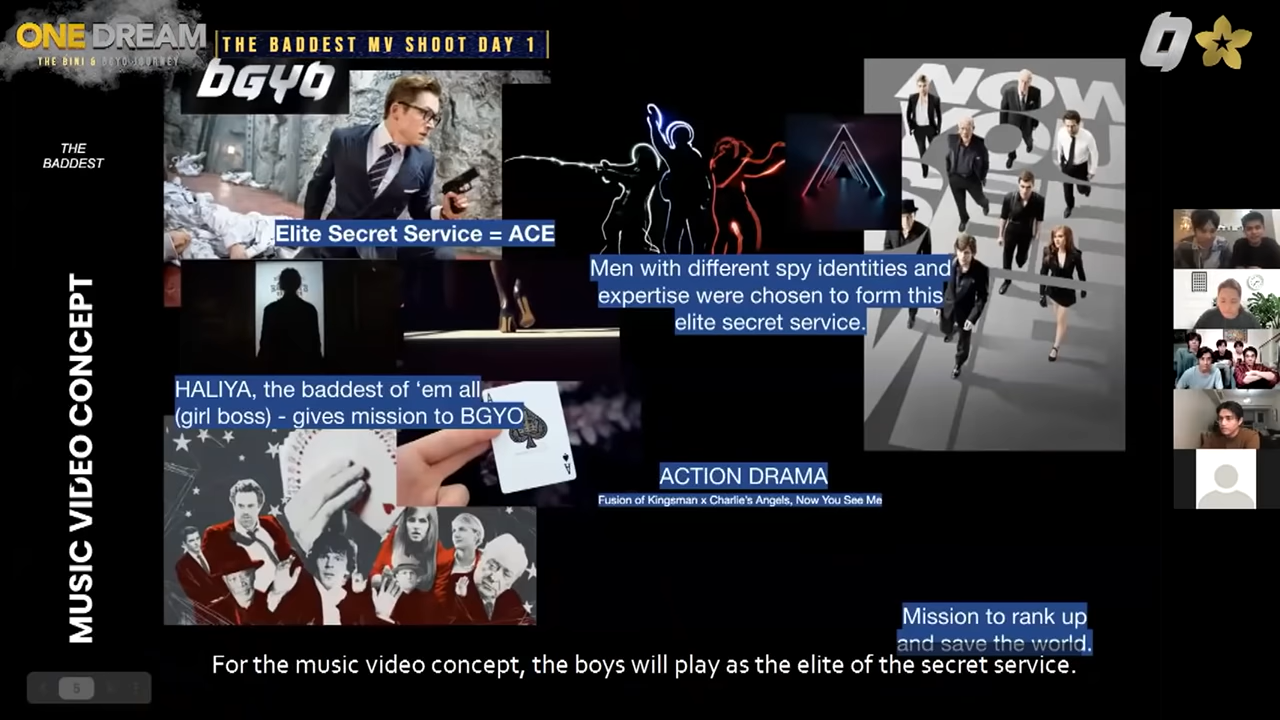 ONE DREAM
THE BINI & BGYO JOURNEY
THE BADDEST MV SHOOT DAY 1
BGYO
THE
BADDEST
MUSIC VIDEO CONCEPT
Elite Secret Service = ACE
NOW
YOU
Men with different spy identities and
expertise were chosen to form this
elite secret service.
HALIYA, the baddest of ‘em all
(girl boss) - gives mission to BGYO
A
ACTION DRAMA
Fusion of Kingsman x Charlie's Angels, Now You See Me
Mission to rank up
and save the world.
For the music video concept, the boys will play as the elite of the secret service.
5